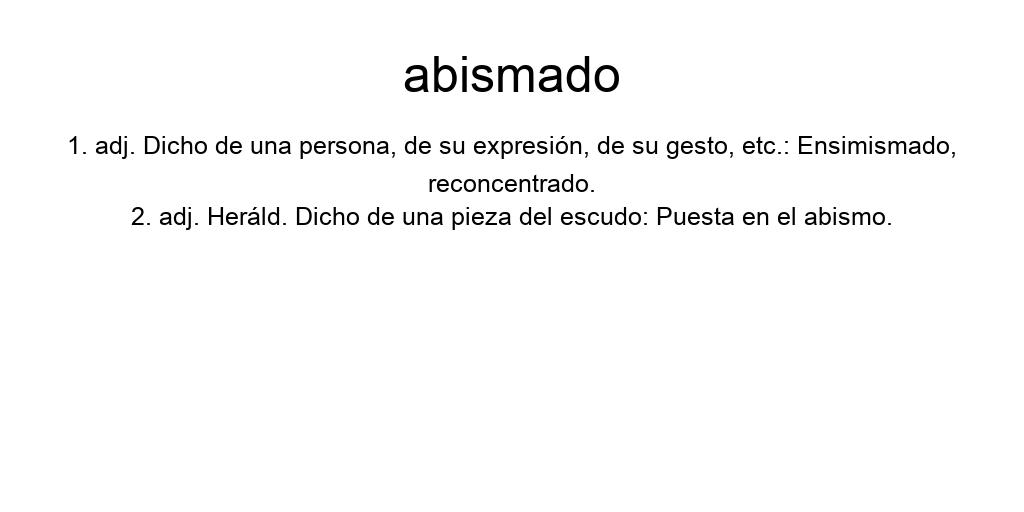 abismado
1. adj. Dicho de una persona, de su expresión, de su gesto, etc.: Ensimismado,
reconcentrado.
2. adj. Heráld. Dicho de una pieza del escudo: Puesta en el abismo.